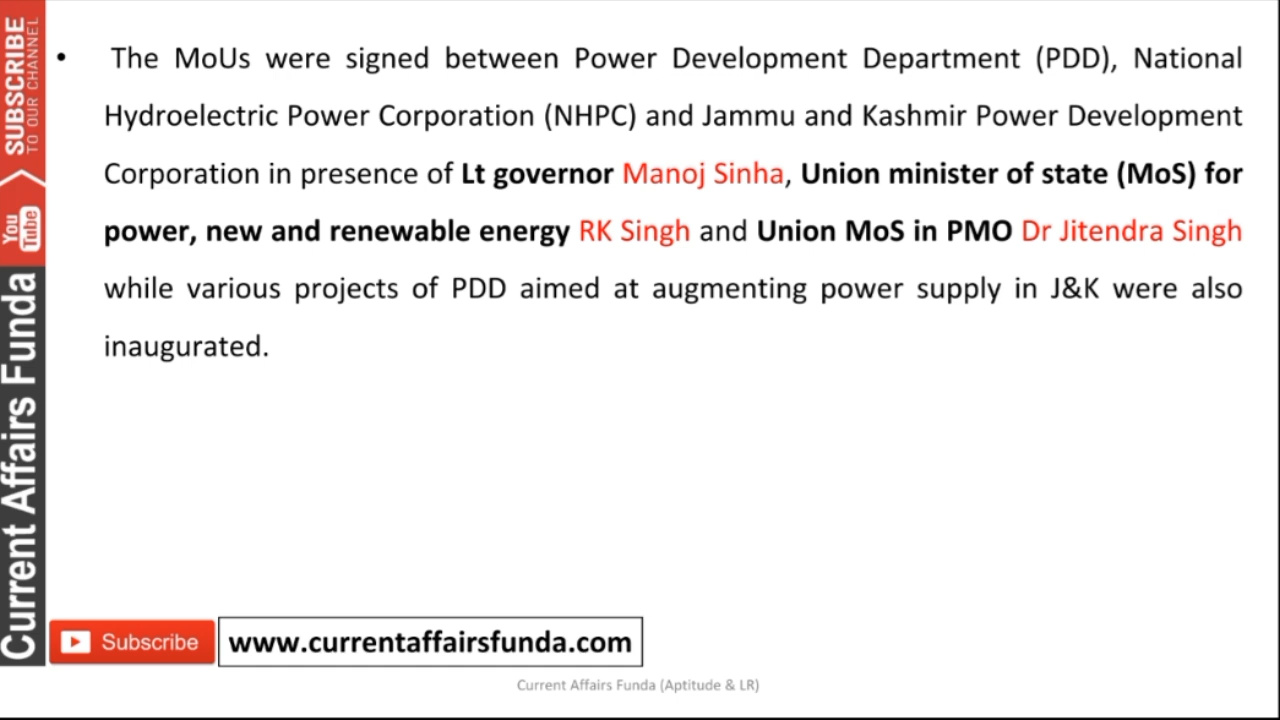 • The MoUs were signed between Power Development Department (PDD), National
Hydroelectric Power Corporation (NHPC) and Jammu and Kashmir Power Development
Corporation in presence of Lt governor Manoj Sinha, Union minister of state (MoS) for
power, new and renewable energy RK Singh and Union MoS in PMO Dr Jitendra Singh
while various projects of PDD aimed at augmenting power supply in J&K were also
inaugurated.
SUBSCRIBE
TO OUR CHANNEL
You
Tube
Current Affairs Funda
Subscribe
www.currentaffairsfunda.com
Current Affairs Funda (Aptitude & LR)